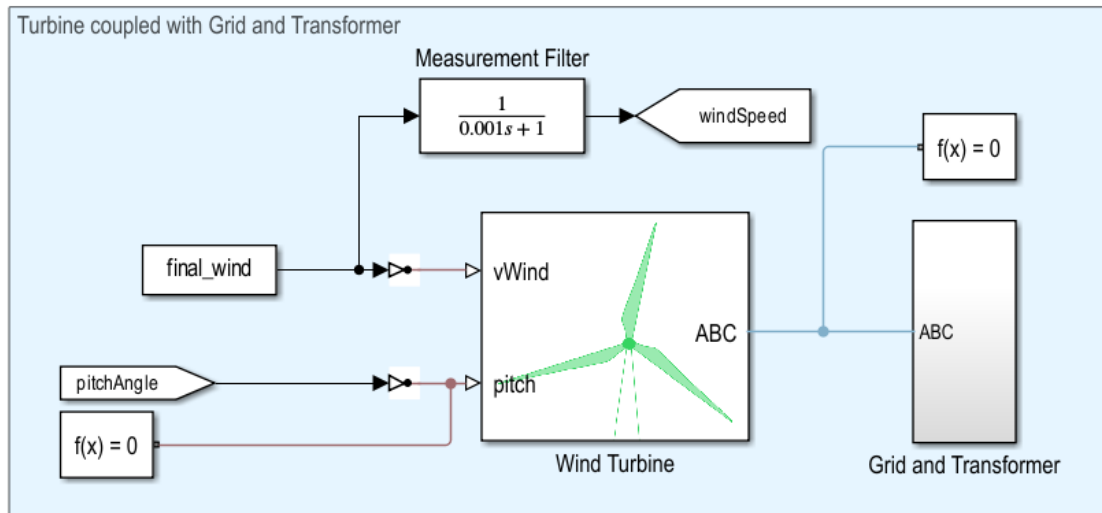 Turbine coupled with Grid and Transformer
Measurement Filter
1
0.001s + 1
windSpeed
f(x) = 0
final_wind
vWind
ABC
ABC
pitchAngle
pitch
f(x) = 0
Wind Turbine
Grid and Transformer